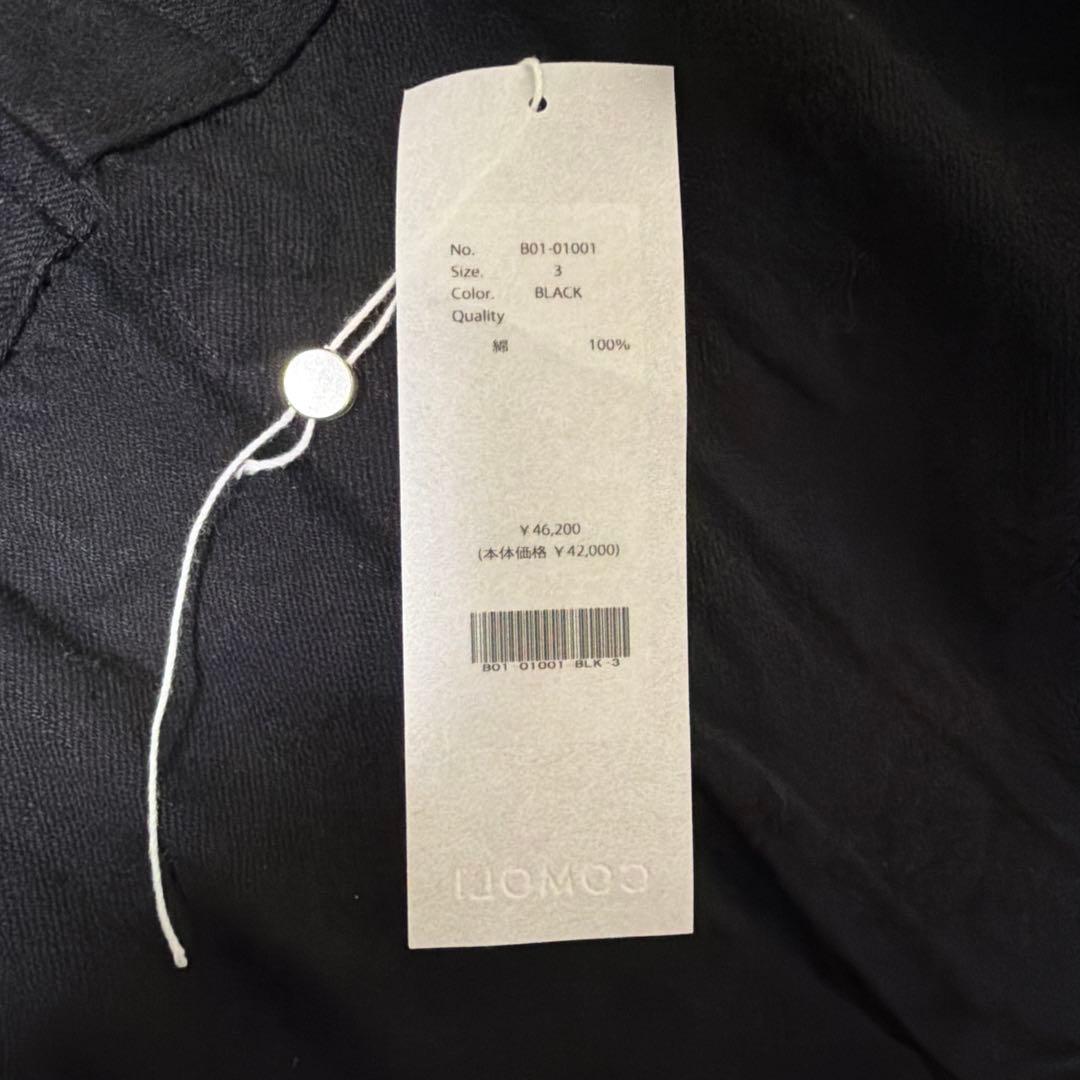 No. B01-01001
Size. 3
Color. BLACK
Quality
綿 100%
¥46,200
(本体価格 ¥42,000)
B01-01001-BLK-3
COMOLI